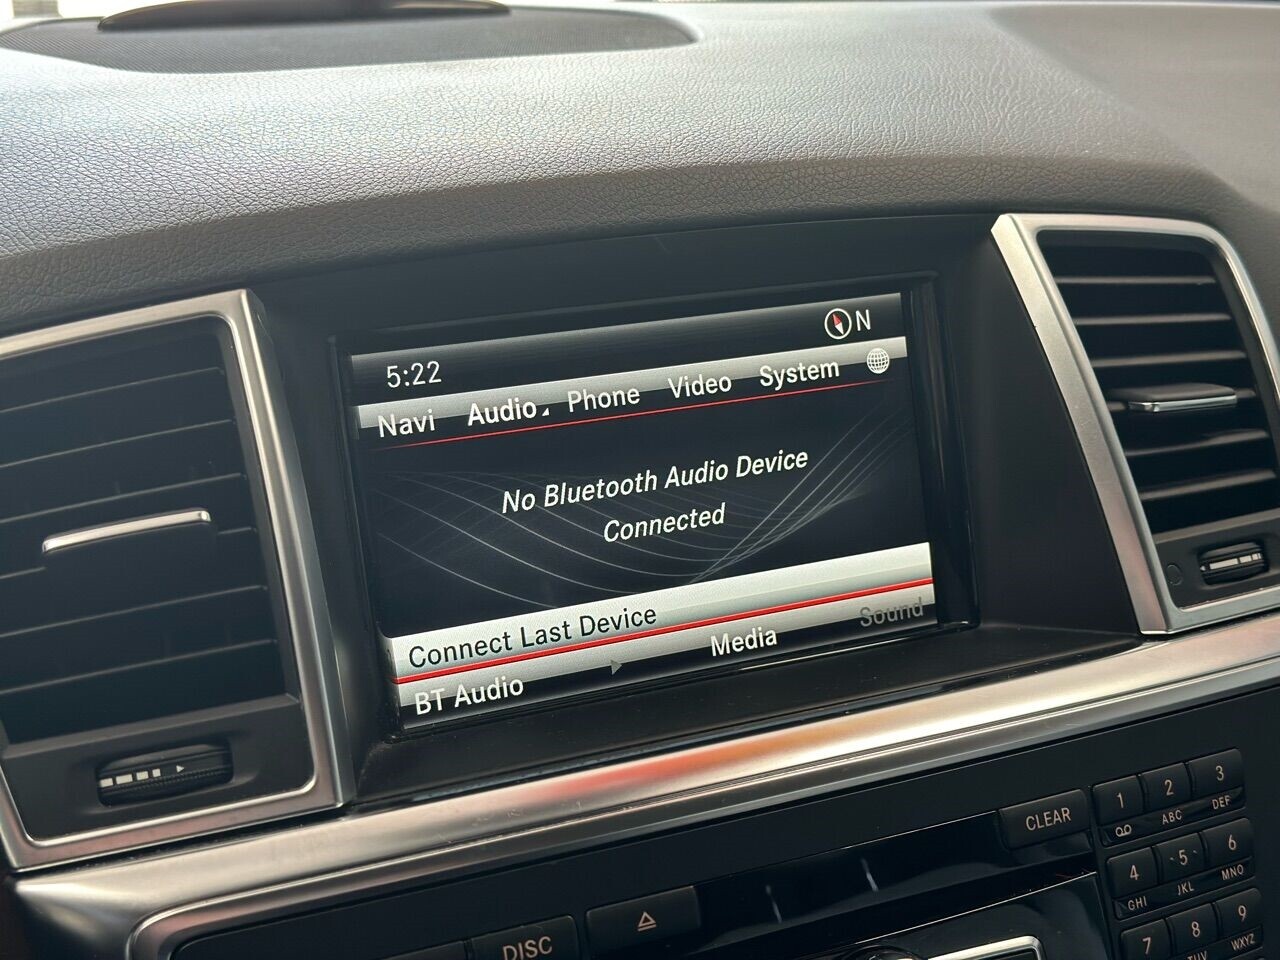 N
5:22
Navi Audio Phone Video System
No Bluetooth Audio Device
Connected
Connect Last Device
BT Audio Media Sound
CLEAR
1 2 3
ABC DEF
4 5 6
GHI JKL MNO
7 8 9
TUV WXYZ
DISC